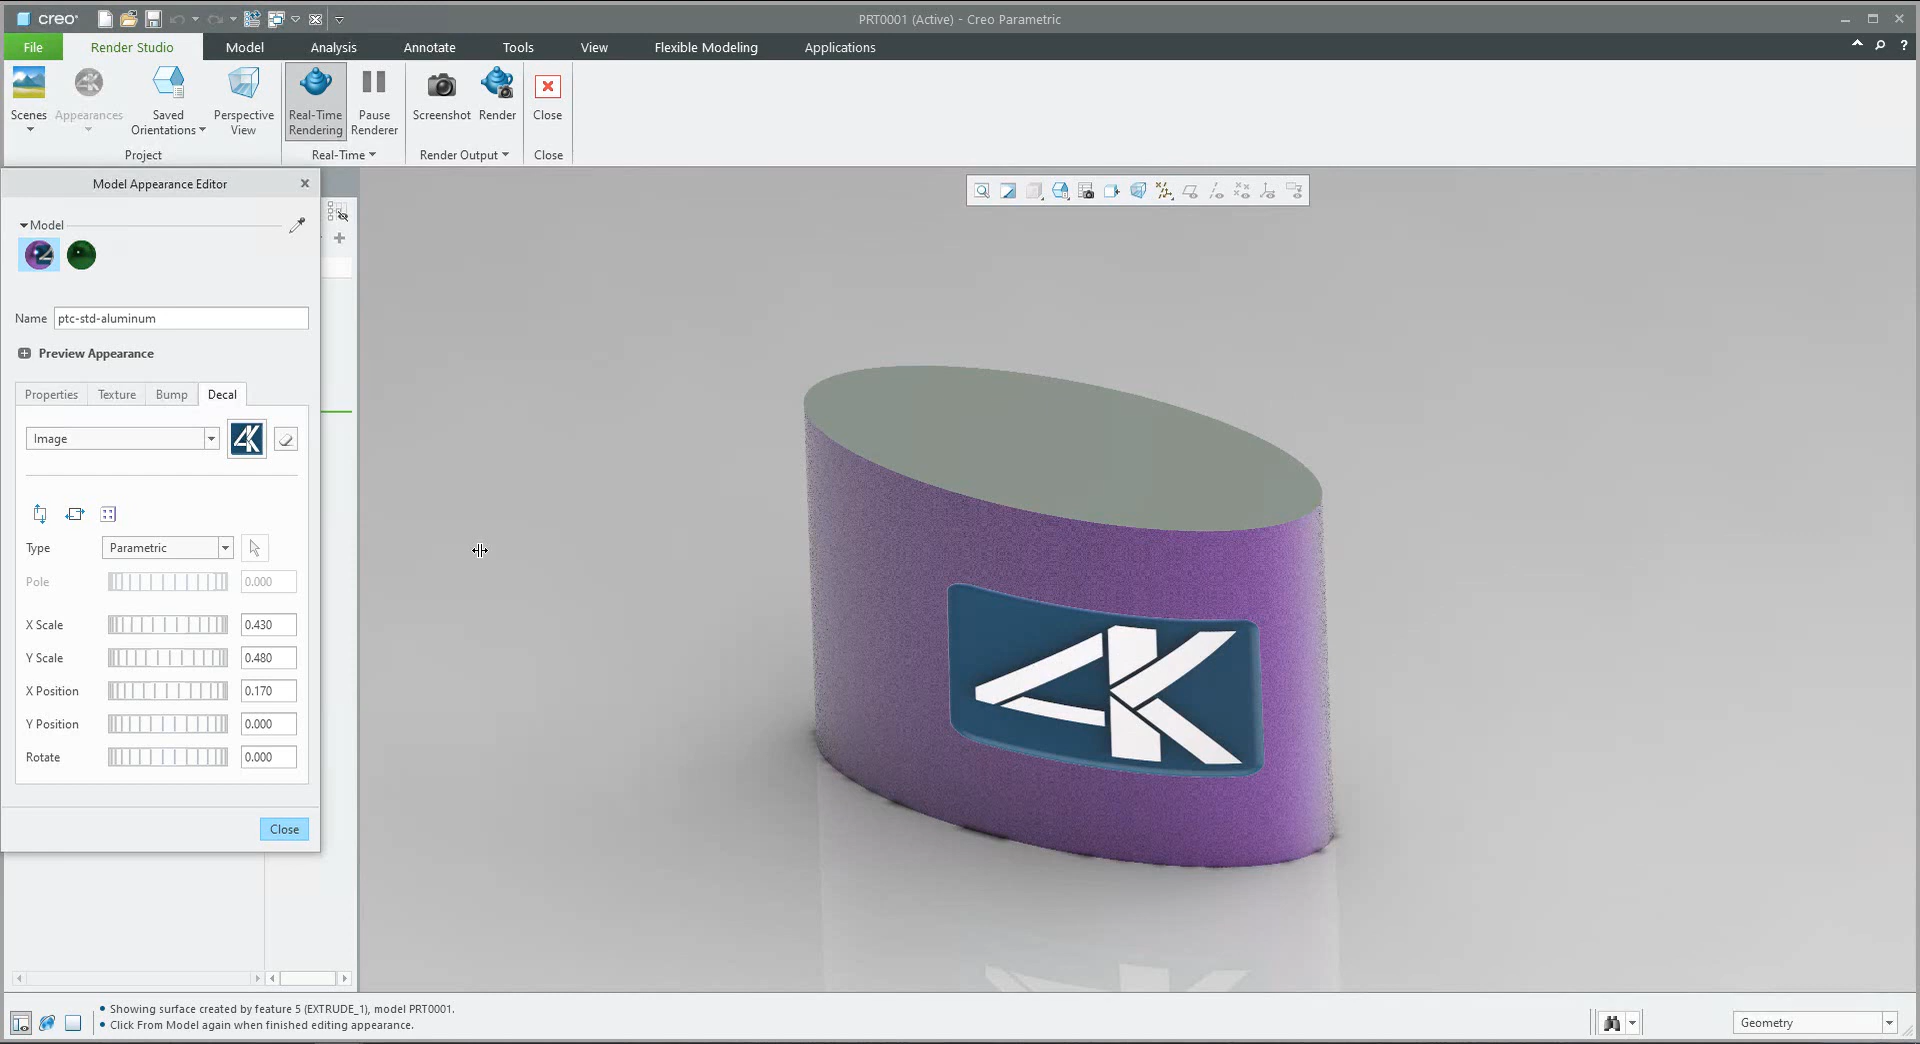 creo
PRT0001 (Active) - Creo Parametric
File
Render Studio
Model
Analysis
Annotate
Tools
View
Flexible Modeling
Applications
Scenes
Appearances
Saved Orientations
Perspective View
Real-Time Rendering
Pause Renderer
Screenshot
Render
Close
Project
Real-Time
Render Output
Close
Model Appearance Editor
Model
Name
ptc-std-aluminum
Preview Appearance
Properties
Texture
Bump
Decal
Image
4K
Type
Parametric
Pole
0.000
X Scale
0.430
Y Scale
0.480
X Position
0.170
Y Position
0.000
Rotate
0.000
Close
4K
Showing surface created by feature 5 (EXTRUDE_1), model PRT0001.
Click From Model again when finished editing appearance.
Geometry